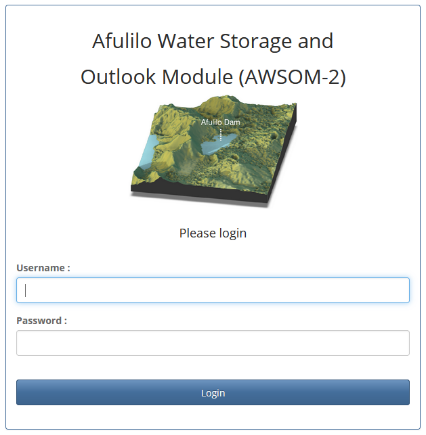 Afulilo Water Storage and
Outlook Module (AWSOM-2)
Afulilo Dam
Please login
Username :
Password :
Login